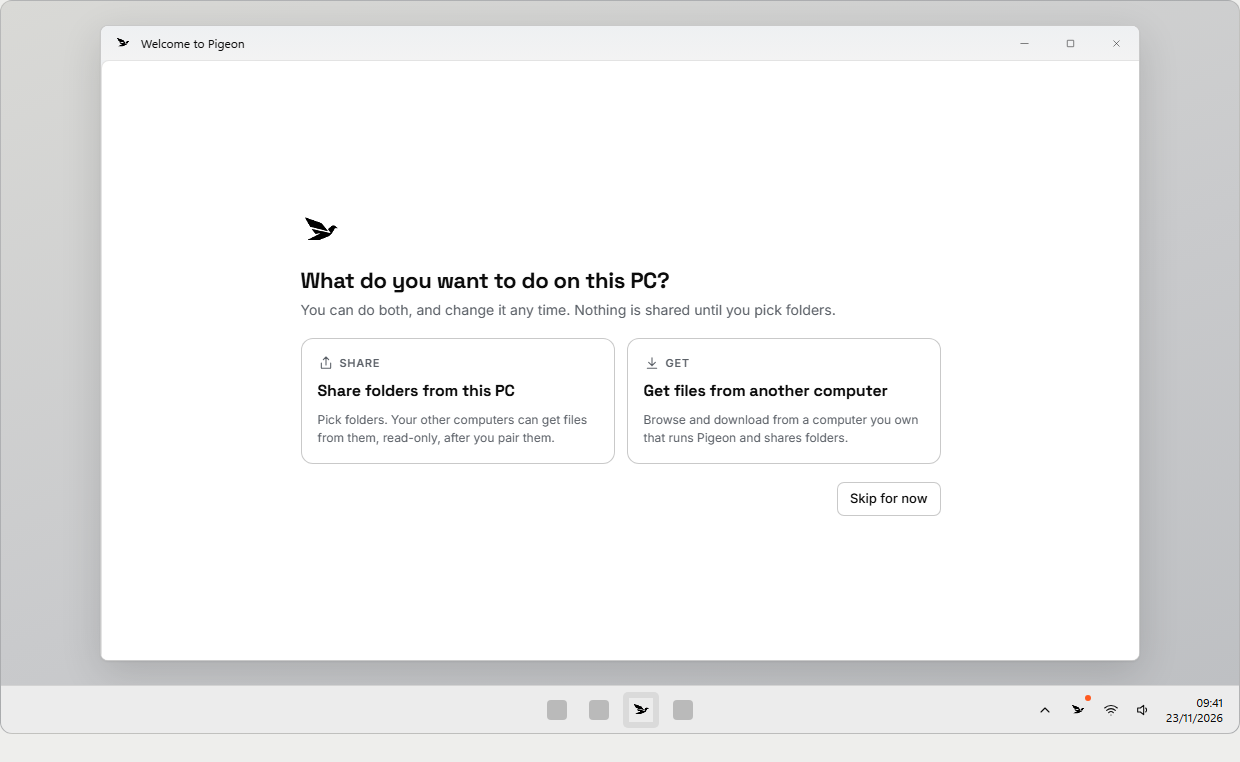 Welcome to Pigeon
What do you want to do on this PC?
You can do both, and change it any time. Nothing is shared until you pick folders.
SHARE
Share folders from this PC
Pick folders. Your other computers can get files
from them, read-only, after you pair them.
GET
Get files from another computer
Browse and download from a computer you own
that runs Pigeon and shares folders.
Skip for now
09:41
23/11/2026